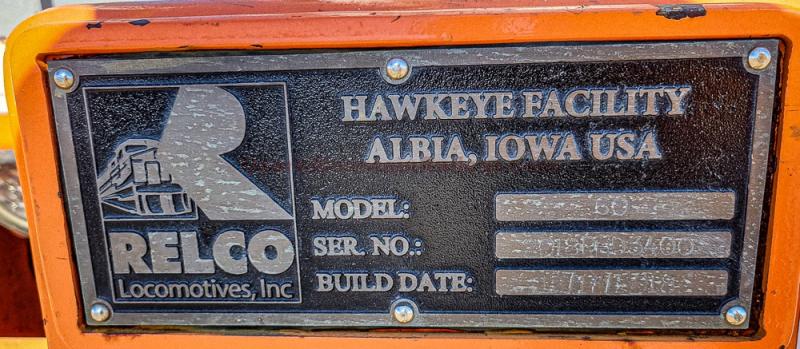 HAWKEYE FACILITY
ALBIA, IOWA USA
RELCO
Locomotives, Inc
MODEL:
SER. NO.:
BUILD DATE: